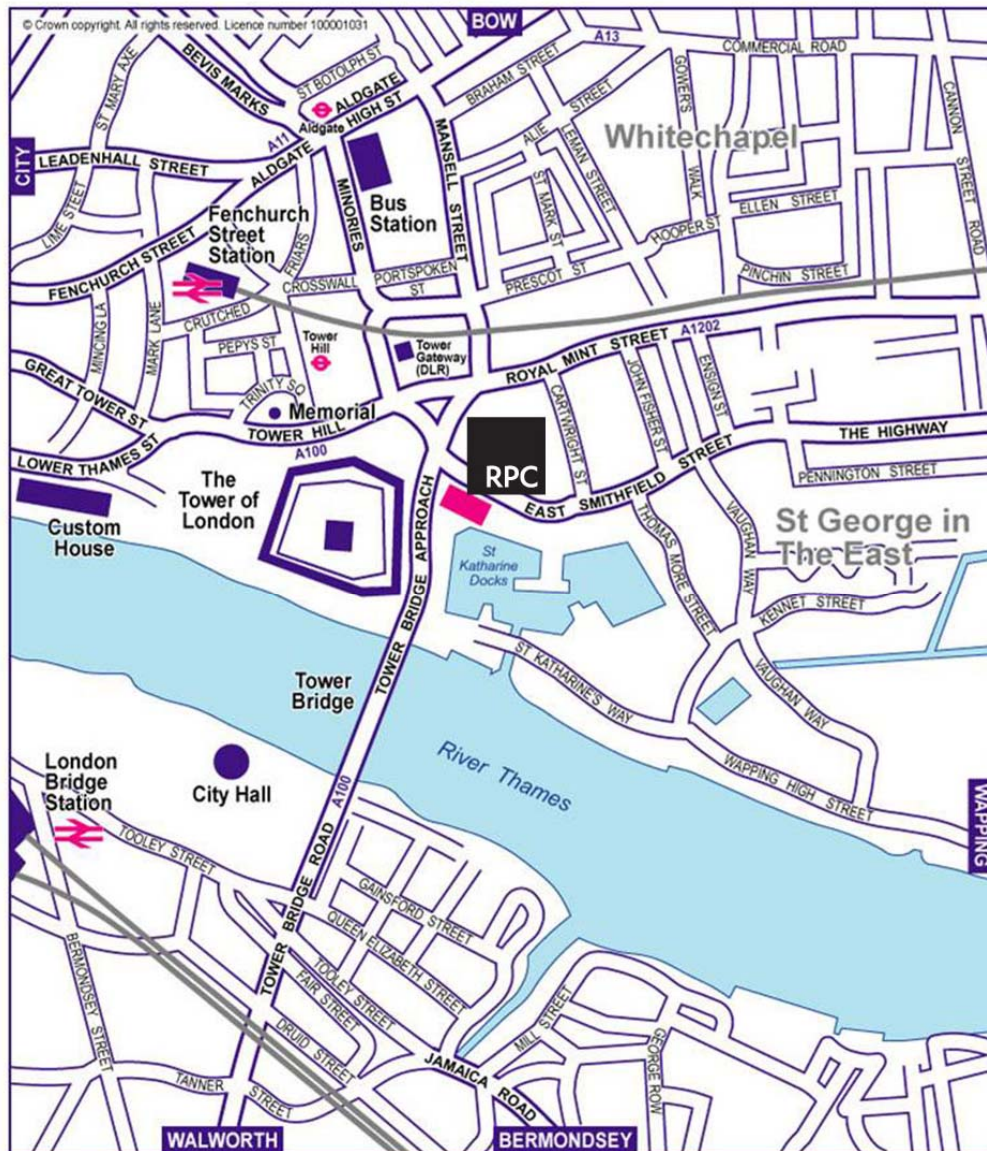 © Crown copyright. All rights reserved. Licence number 100001031
BOW
A13
COMMERCIAL ROAD
ST MARY AXE
BEVIS MARKS
ST BOTOLPH ST
ALDGATE
HIGH ST
Aldgate
BRAHAM STREET
GOWER'S
WALK
CANNON
STREET ROAD
CITY
LEADENHALL STREET
A11
ALDGATE
MANSELL STREET
ALIE STREET
EMAN STREET
Whitechapel
LIME STEET
MINORIES
Bus
Station
ST MARK ST
ELLEN STREET
HOOPER ST
Fenchurch
Street
Station
FENCHURCH STREET
FRIARS
CROSSWALL
PORTSPOKEN
ST
PRESCOT ST
PINCHIN STREET
MINCING LA
MARK LANE
CRUTCHED
PEPYS ST
Tower
Hill
Tower
Gateway
(DLR)
ROYAL MINT STREET
A1202
GREAT TOWER ST
TRINITY SQ
Memorial
TOWER HILL
A100
CARTWRIGHT ST
JOHN FISHER ST
ENSIGN ST
THE HIGHWAY
LOWER THAMES ST
RPC
PENNINGTON STREET
The
Tower of
London
Custom
House
TOWER BRIDGE APPROACH
EAST SMITHFIELD STREET
St
Katharine
Docks
THOMAS MORE STREET
VAUGHAN WAY
St George in
The East
KENNET STREET
ST KATHARINE'S WAY
VAUGHAN WAY
Tower
Bridge
River Thames
WAPPING HIGH STREET
WAPPING
London
Bridge
Station
City Hall
A100
TOOLEY STREET
TOWER BRIDGE ROAD
GAINSFORD STREET
QUEEN ELIZABETH STREET
TOOLEY STREET
FAIR STREET
BERMONDSEY STREET
DRUID STREET
MILL STREET
GEORGE ROW
JAMAICA ROAD
TANNER STREET
WALWORTH
BERMONDSEY